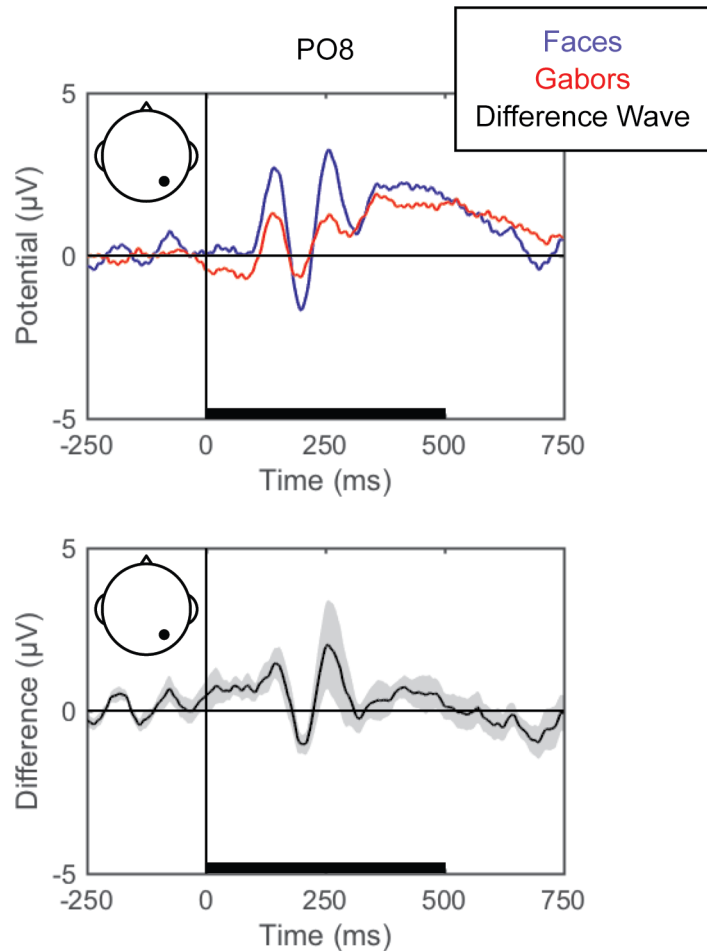 PO8
Faces
Gabors
Difference Wave
5
0
-5
Potential (µV)
-250 0 250 500 750
Time (ms)
5
0
-5
Difference (µV)
-250 0 250 500 750
Time (ms)